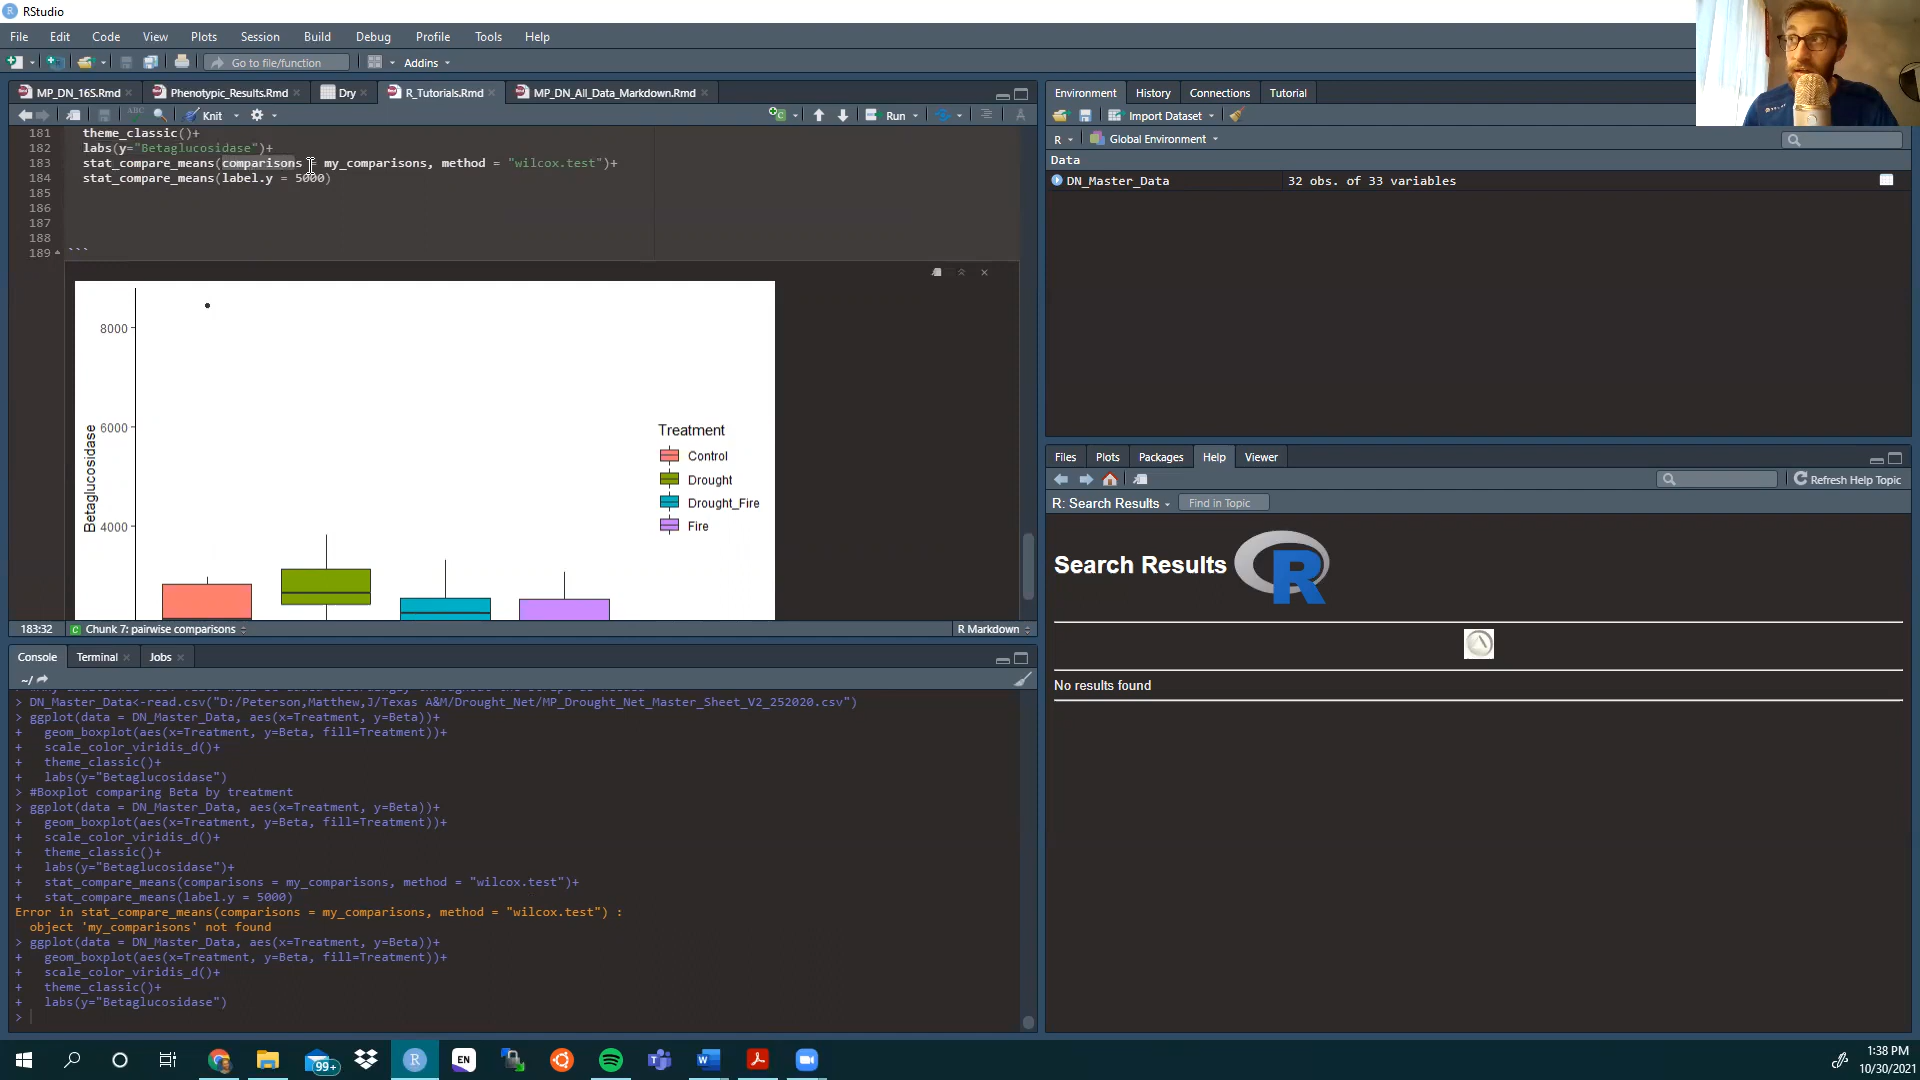 RStudio
File Edit Code View Plots Session Build Debug Profile Tools Help
Go to file/function Addins
MP_DN_16S.Rmd Phenotypic_Results.Rmd Dry R_Tutorials.Rmd MP_DN_All_Data_Markdown.Rmd
Knit Run
181 theme_classic()+
182 labs(y="Betaglucosidase")+
183 stat_compare_means(comparisons = my_comparisons, method = "wilcox.test")+
184 stat_compare_means(label.y = 5000)
185
186
187
188
189 ```
8000
6000
4000
Betaglucosidase
Treatment
Control
Drought
Drought_Fire
Fire
183:32 Chunk 7: pairwise comparisons R Markdown
Console Terminal Jobs
~/
> DN_Master_Data<-read.csv("D:/Peterson,Matthew,J/Texas A&M/Drought_Net/MP_Drought_Net_Master_Sheet_V2_252020.csv")
> ggplot(data = DN_Master_Data, aes(x=Treatment, y=Beta))+
+ geom_boxplot(aes(x=Treatment, y=Beta, fill=Treatment))+
+ scale_color_viridis_d()+
+ theme_classic()+
+ labs(y="Betaglucosidase")
> #Boxplot comparing Beta by treatment
> ggplot(data = DN_Master_Data, aes(x=Treatment, y=Beta))+
+ geom_boxplot(aes(x=Treatment, y=Beta, fill=Treatment))+
+ scale_color_viridis_d()+
+ theme_classic()+
+ labs(y="Betaglucosidase")+
+ stat_compare_means(comparisons = my_comparisons, method = "wilcox.test")+
+ stat_compare_means(label.y = 5000)
Error in stat_compare_means(comparisons = my_comparisons, method = "wilcox.test") :
object 'my_comparisons' not found
> ggplot(data = DN_Master_Data, aes(x=Treatment, y=Beta))+
+ geom_boxplot(aes(x=Treatment, y=Beta, fill=Treatment))+
+ scale_color_viridis_d()+
+ theme_classic()+
+ labs(y="Betaglucosidase")
>
Environment History Connections Tutorial
Import Dataset
R Global Environment
Data
DN_Master_Data 32 obs. of 33 variables
Files Plots Packages Help Viewer
Refresh Help Topic
R: Search Results Find in Topic
Search Results R
No results found
99+ R EN
1:38 PM
10/30/2021